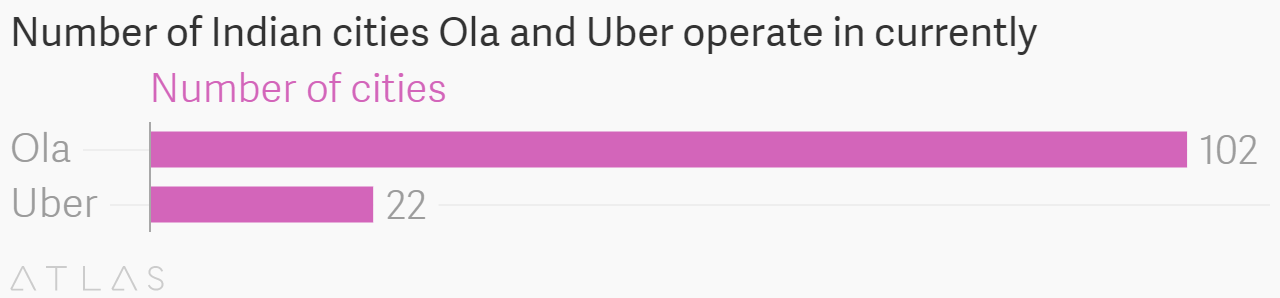 Number of Indian cities Ola and Uber operate in currently
Number of cities
Ola 102
Uber 22
ATLAS